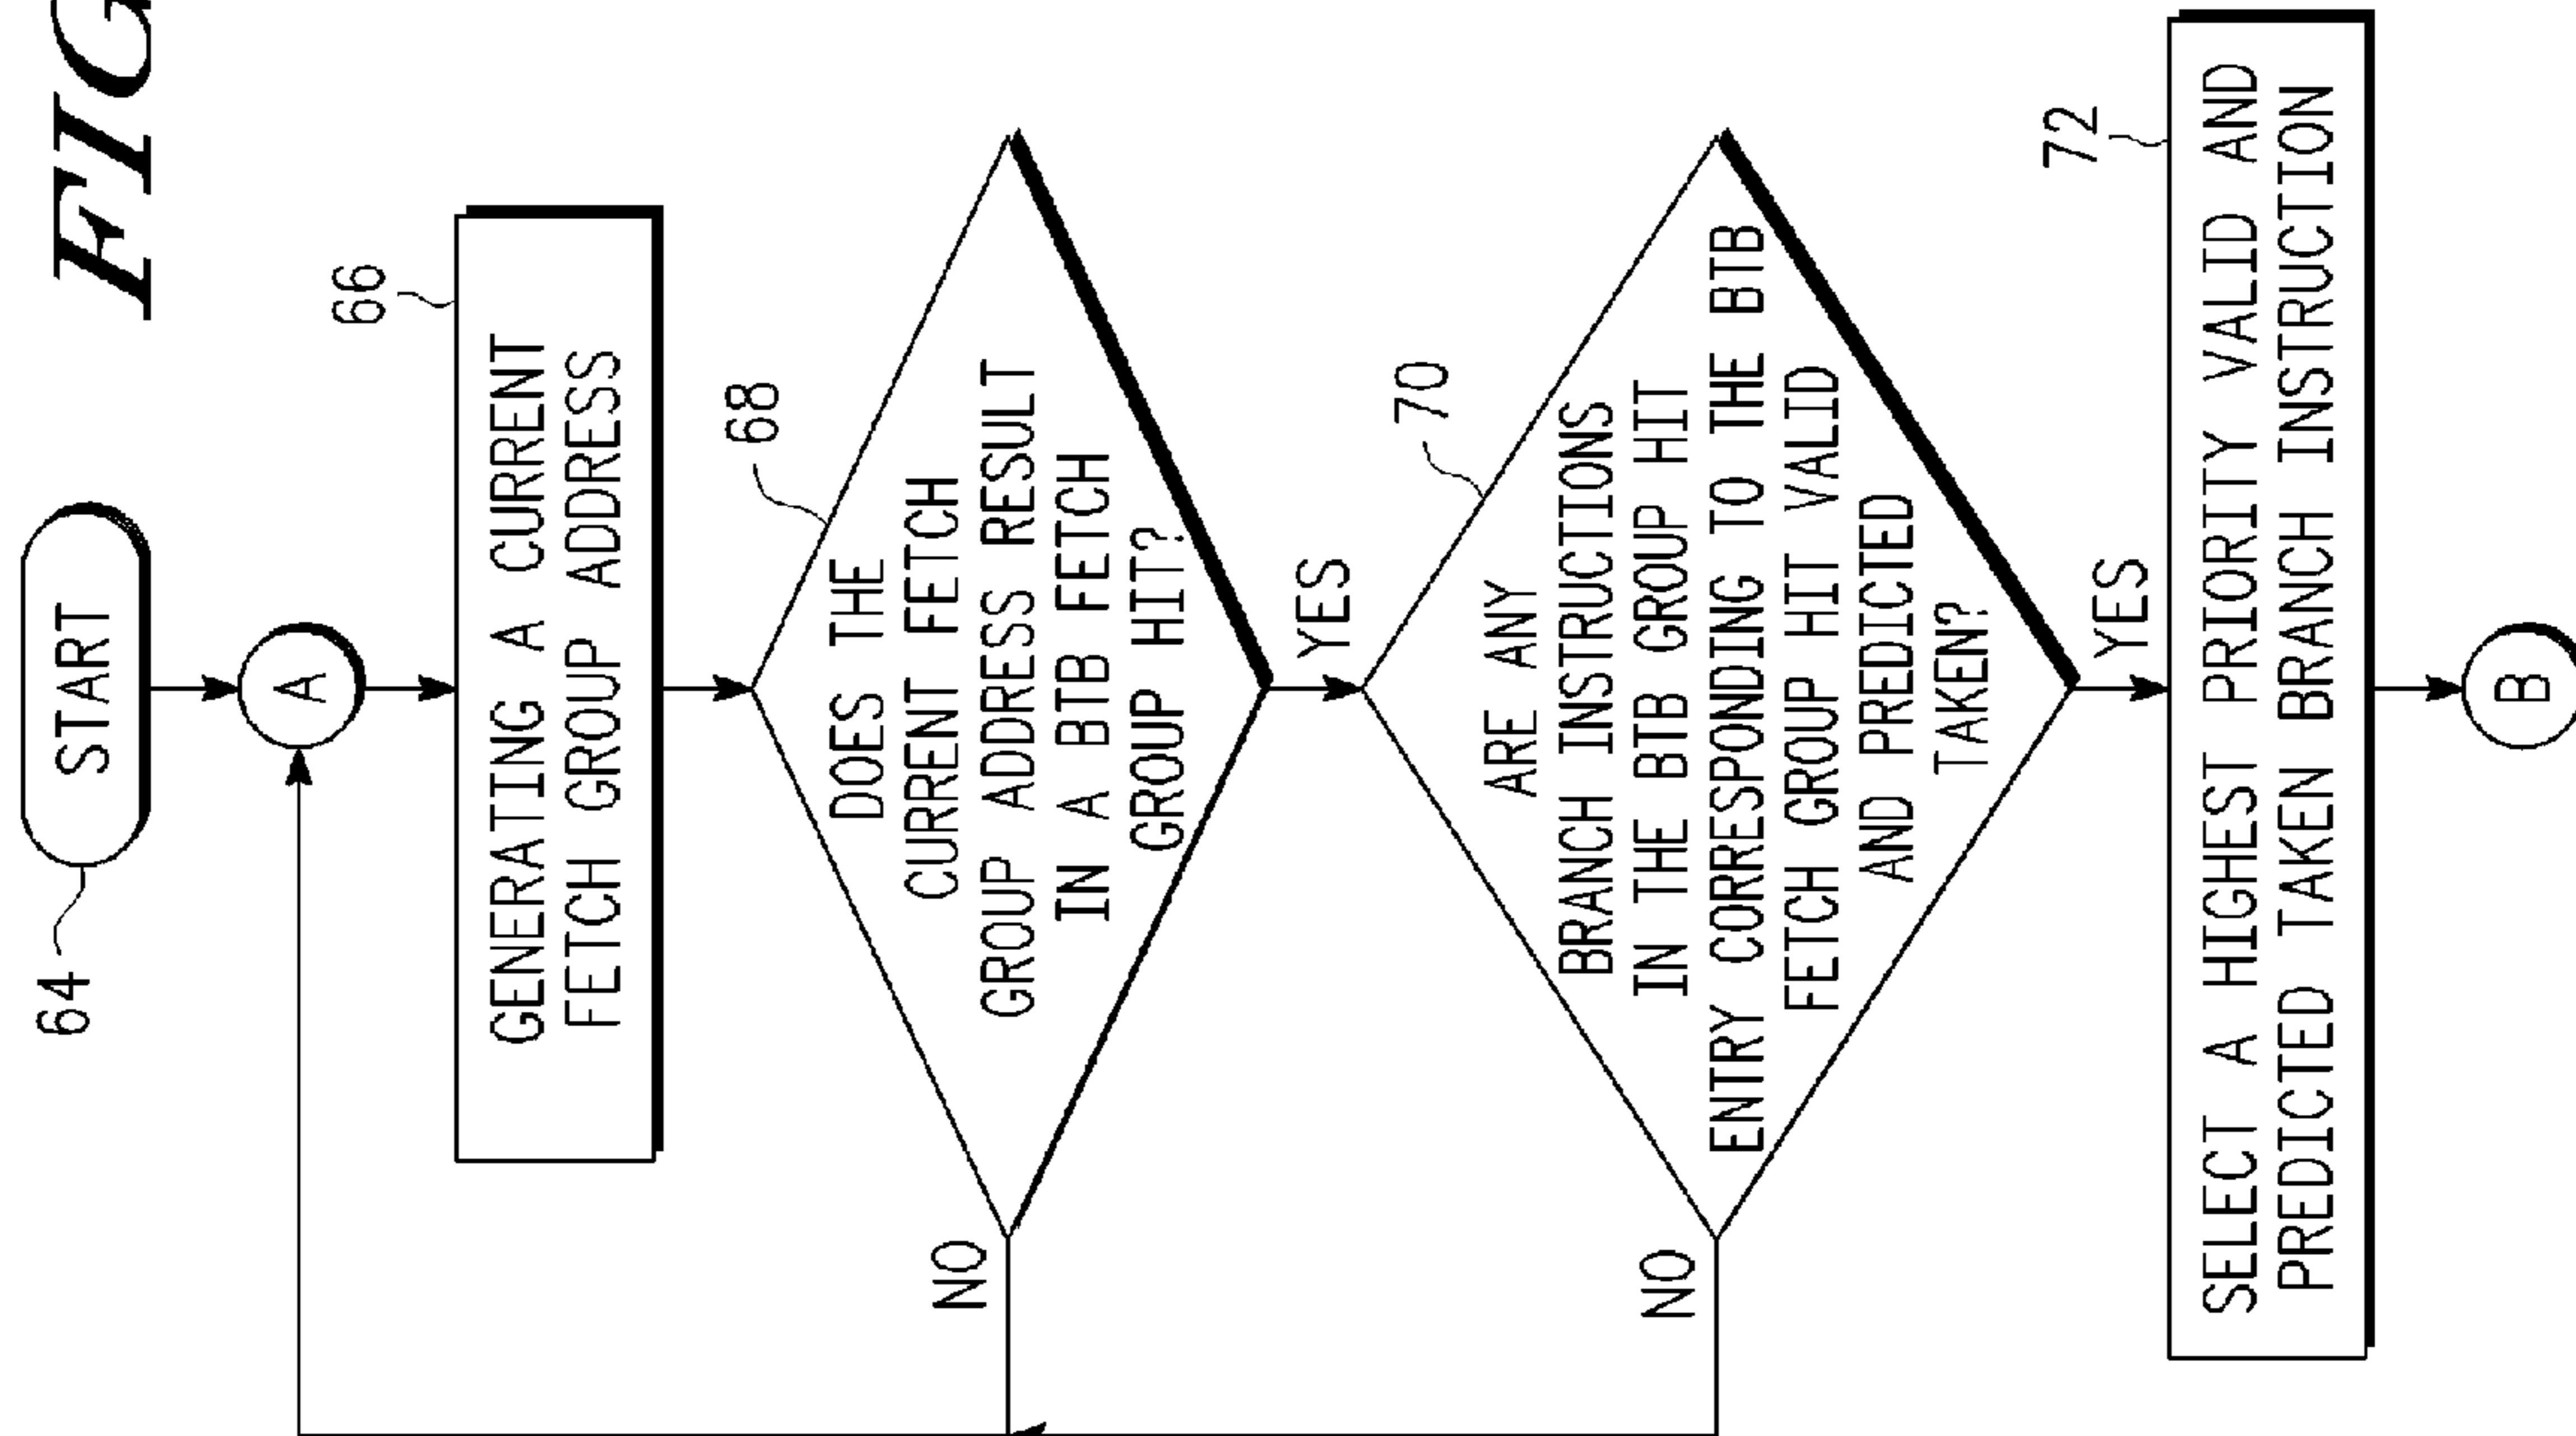 FIG
64
START
A
66
GENERATING A CURRENT
FETCH GROUP ADDRESS
68
DOES THE
CURRENT FETCH
GROUP ADDRESS RESULT
IN A BTB FETCH
GROUP HIT?
NO
YES
70
ARE ANY
BRANCH INSTRUCTIONS
IN THE BTB GROUP HIT
ENTRY CORRESPONDING TO THE BTB
FETCH GROUP HIT VALID
AND PREDICTED
TAKEN?
NO
YES
72
SELECT A HIGHEST PRIORITY VALID AND
PREDICTED TAKEN BRANCH INSTRUCTION
B